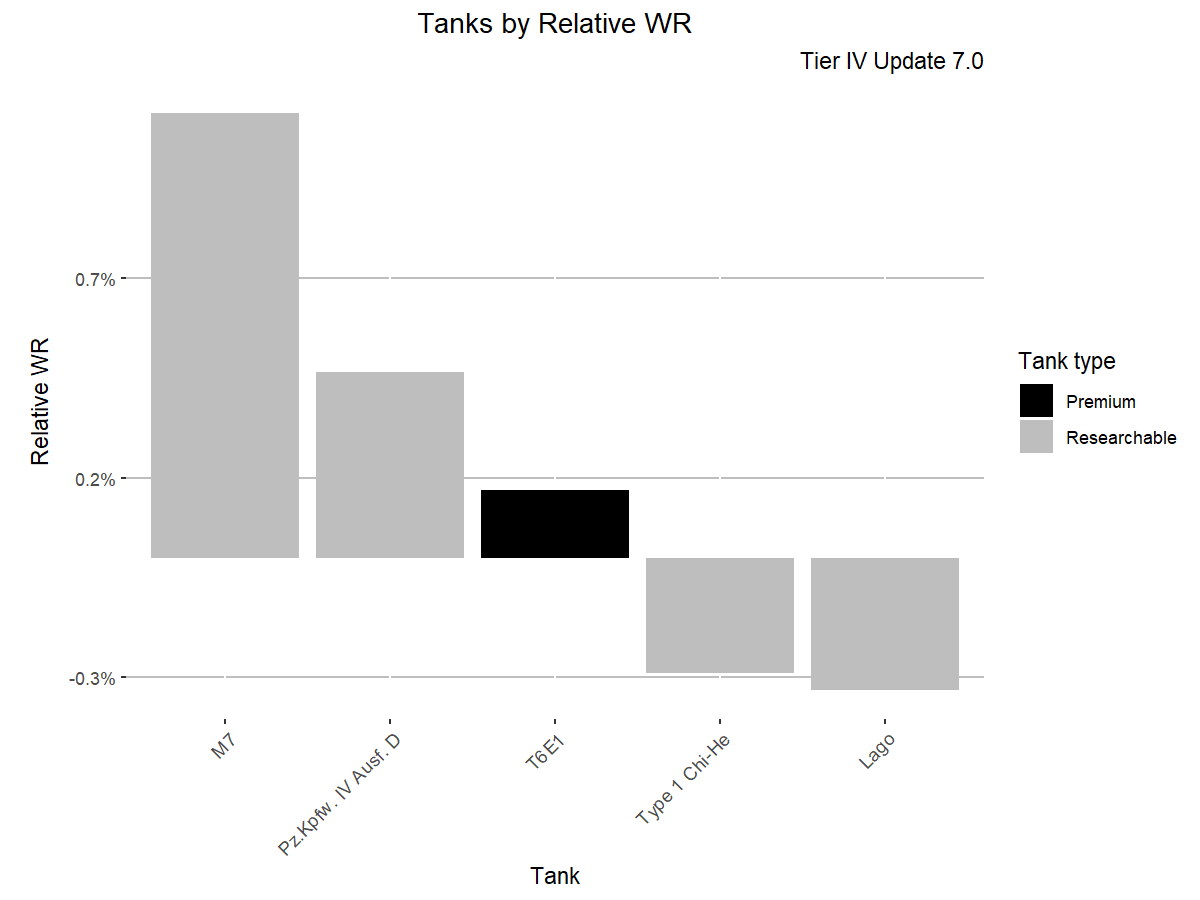 Tanks by Relative WR
Tier IV Update 7.0
0.7%
0.2%
-0.3%
Relative WR
M7
Pz.Kpfw. IV Ausf. D
T6E1
Type 1 Chi-He
Lago
Tank
Tank type
Premium
Researchable